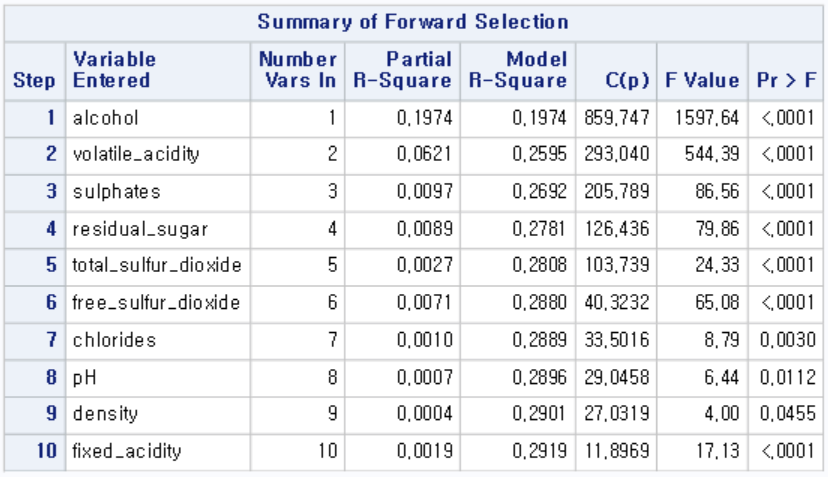 Summary of Forward Selection
Step Variable Entered Number Vars In Partial R-Square Model R-Square C(p) F Value Pr > F
1 alcohol 1 0,1974 0,1974 859,747 1597,64 <,0001
2 volatile_acidity 2 0,0621 0,2595 293,040 544,39 <,0001
3 sulphates 3 0,0097 0,2692 205,789 86,56 <,0001
4 residual_sugar 4 0,0089 0,2781 126,436 79,86 <,0001
5 total_sulfur_dioxide 5 0,0027 0,2808 103,739 24,33 <,0001
6 free_sulfur_dioxide 6 0,0071 0,2880 40,3232 65,08 <,0001
7 chlorides 7 0,0010 0,2889 33,5016 8,79 0,0030
8 pH 8 0,0007 0,2896 29,0458 6,44 0,0112
9 density 9 0,0004 0,2901 27,0319 4,00 0,0455
10 fixed_acidity 10 0,0019 0,2919 11,8969 17,13 <,0001